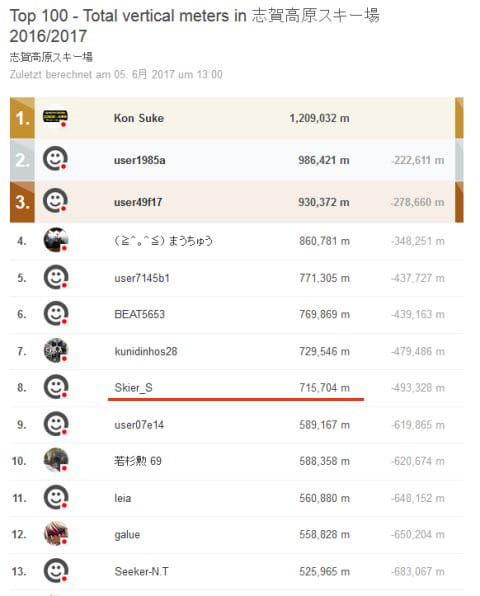 Top 100 - Total vertical meters in 志賀高原スキー場
2016/2017
志賀高原スキー場
Zuletzt berechnet am 05. 6月 2017 um 13:00
1. Kon Suke 1,209,032 m
2. user1985a 986,421 m -222,611 m
3. user49f17 930,372 m -278,660 m
4. (≧^｡^≦) まうちゅう 860,781 m -348,251 m
5. user7145b1 771,305 m -437,727 m
6. BEAT5653 769,869 m -439,163 m
7. kunidinhos28 729,546 m -479,486 m
8. Skier_S 715,704 m -493,328 m
9. user07e14 589,167 m -619,865 m
10. 若杉勲 69 588,358 m -620,674 m
11. leia 560,880 m -648,152 m
12. galue 558,828 m -650,204 m
13. Seeker-N.T 525,965 m -683,067 m